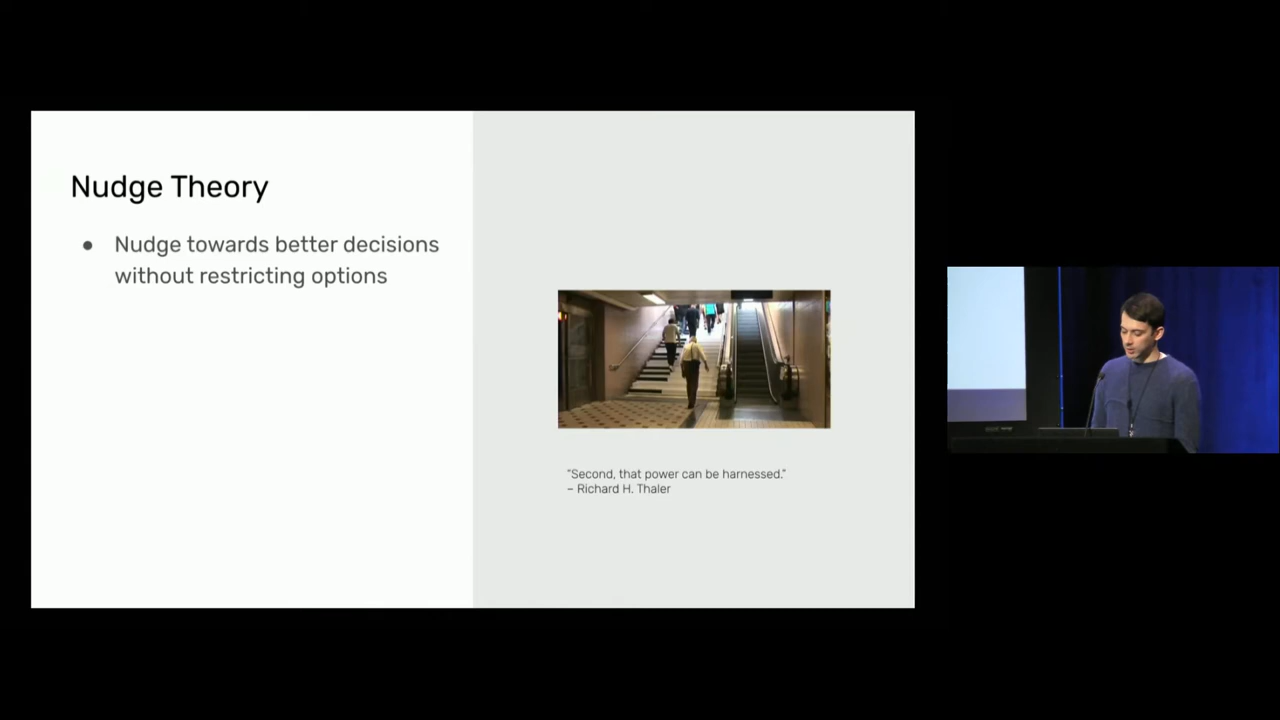 Nudge Theory
● Nudge towards better decisions
without restricting options
“Second, that power can be harnessed.”
– Richard H. Thaler